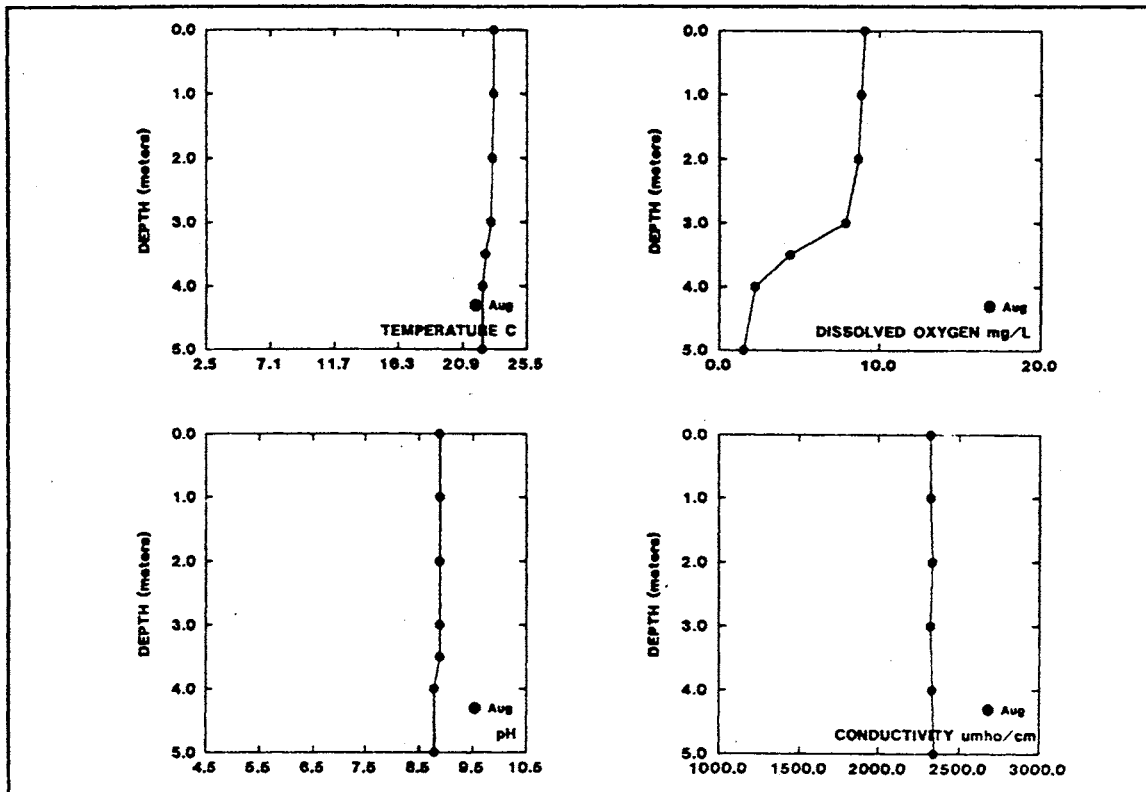 0.0
1.0
2.0
3.0
4.0
5.0
DEPTH (meters)
Aug
TEMPERATURE C
2.5 7.1 11.7 16.3 20.9 25.5
0.0
1.0
2.0
3.0
4.0
5.0
DEPTH (meters)
Aug
DISSOLVED OXYGEN mg/L
0.0 10.0 20.0
0.0
1.0
2.0
3.0
4.0
5.0
DEPTH (meters)
Aug
pH
4.5 5.5 6.5 7.5 8.5 9.5 10.5
0.0
1.0
2.0
3.0
4.0
5.0
DEPTH (meters)
Aug
CONDUCTIVITY umho/cm
1000.0 1500.0 2000.0 2500.0 3000.0